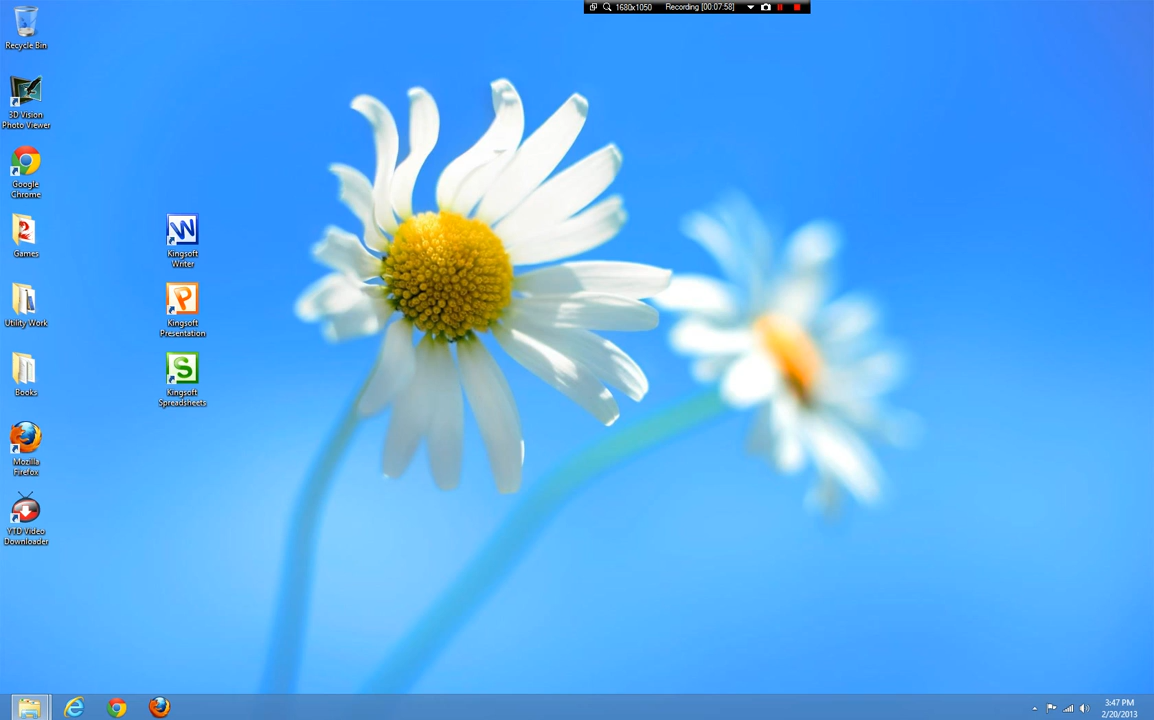 1680x1050 Recording [00:07:58]
Recycle Bin
3D Vision
Photo Viewer
Google
Chrome
Games
Utility Work
Books
Mozilla
Firefox
YTD Video
Downloader
W
Kingsoft
Writer
P
Kingsoft
Presentation
S
Kingsoft
Spreadsheets
3:47 PM
2/20/2013